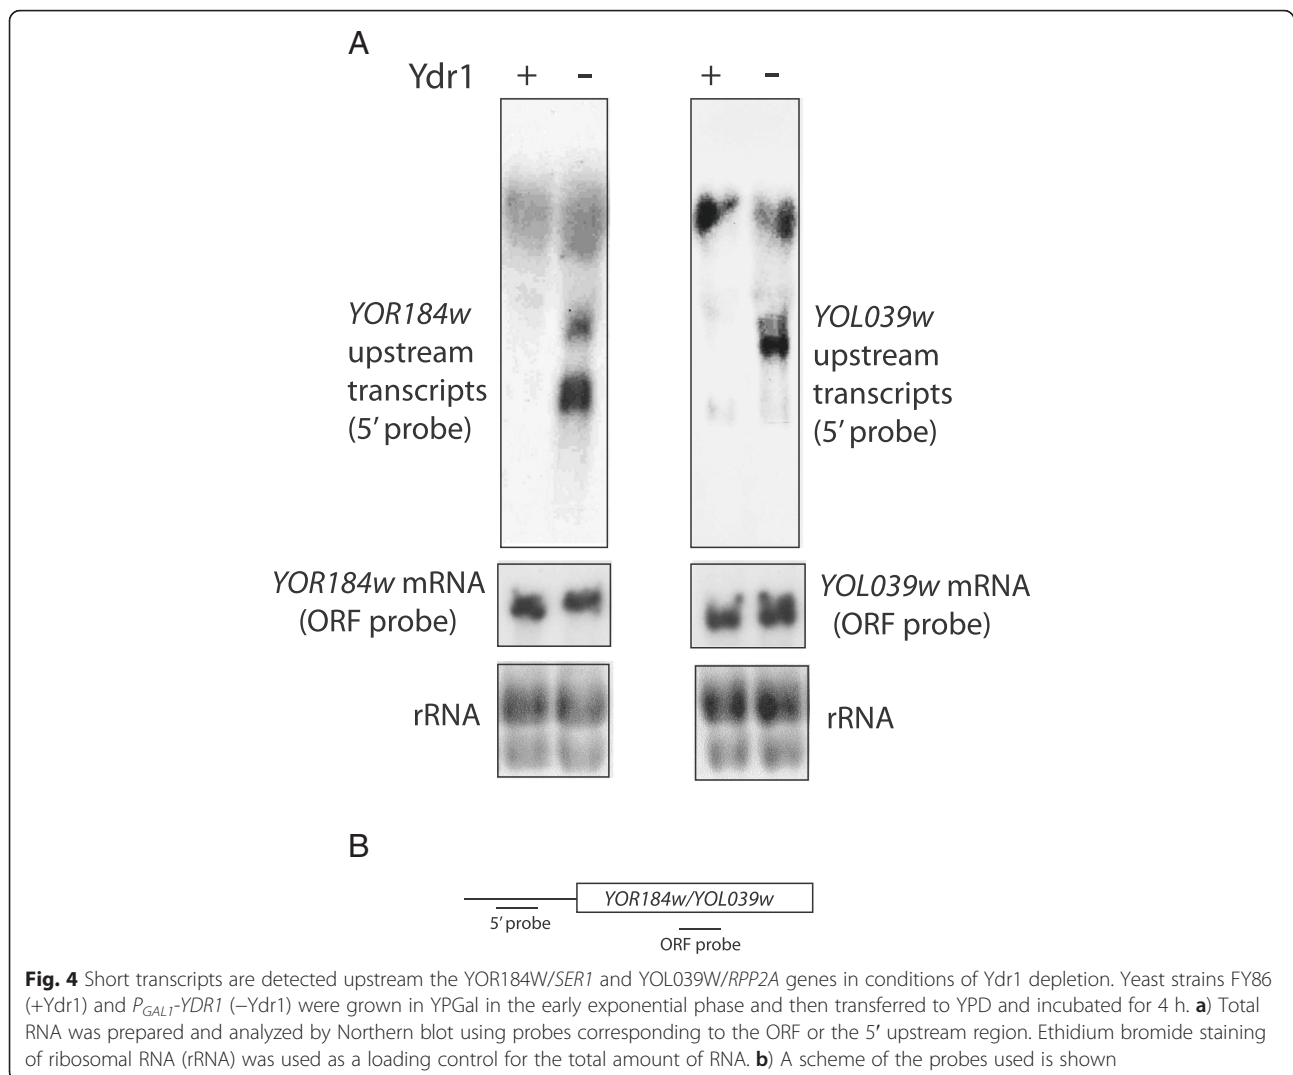 A
Ydr1 + − + −
YOR184w
upstream
transcripts
(5′ probe)
YOL039w
upstream
transcripts
(5′ probe)
YOR184w mRNA
(ORF probe)
YOL039w mRNA
(ORF probe)
rRNA
rRNA
B
YOR184w/YOL039w
5′ probe
ORF probe
Fig. 4 Short transcripts are detected upstream the YOR184W/SER1 and YOL039W/RPP2A genes in conditions of Ydr1 depletion. Yeast strains FY86
(+Ydr1) and PGAL1-YDR1 (−Ydr1) were grown in YPGal in the early exponential phase and then transferred to YPD and incubated for 4 h. a) Total
RNA was prepared and analyzed by Northern blot using probes corresponding to the ORF or the 5′ upstream region. Ethidium bromide staining
of ribosomal RNA (rRNA) was used as a loading control for the total amount of RNA. b) A scheme of the probes used is shown